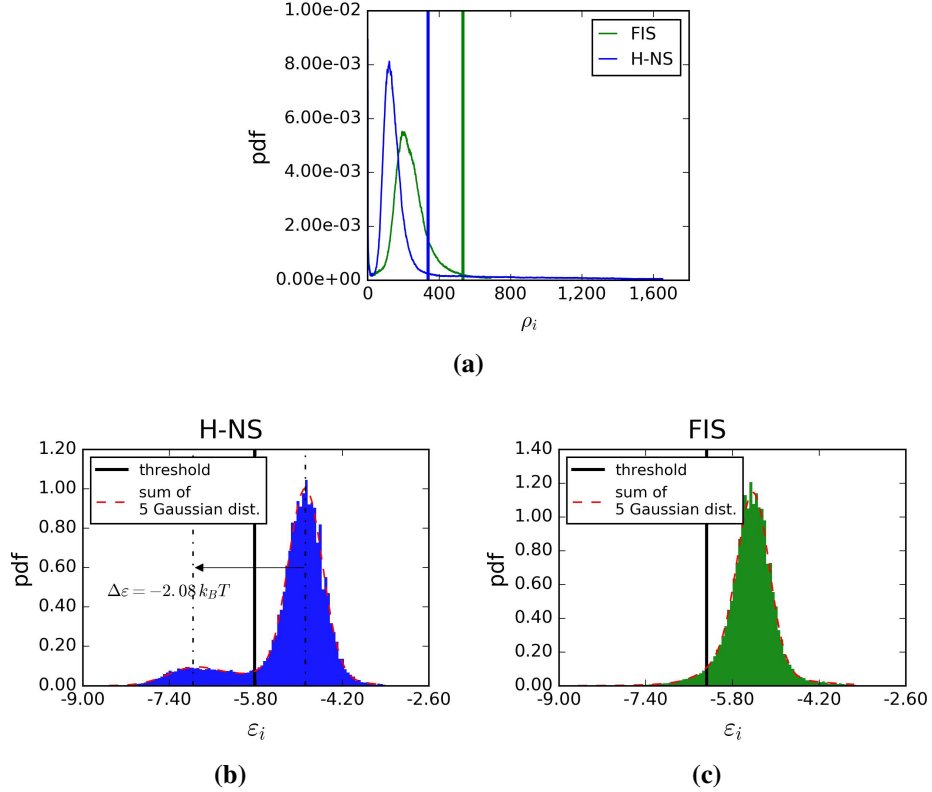 1.00e-02
8.00e-03
6.00e-03
4.00e-03
2.00e-03
0.00e+00
pdf
FIS
H-NS
0 400 800 1,200 1,600
ρi
(a)
H-NS
1.20
1.00
0.80
0.60
0.40
0.20
0.00
pdf
threshold
sum of
5 Gaussian dist.
Δε = −2.08 kBT
-9.00 -7.40 -5.80 -4.20 -2.60
εi
(b)
FIS
1.40
1.20
1.00
0.80
0.60
0.40
0.20
0.00
pdf
threshold
sum of
5 Gaussian dist.
-9.00 -7.40 -5.80 -4.20 -2.60
εi
(c)